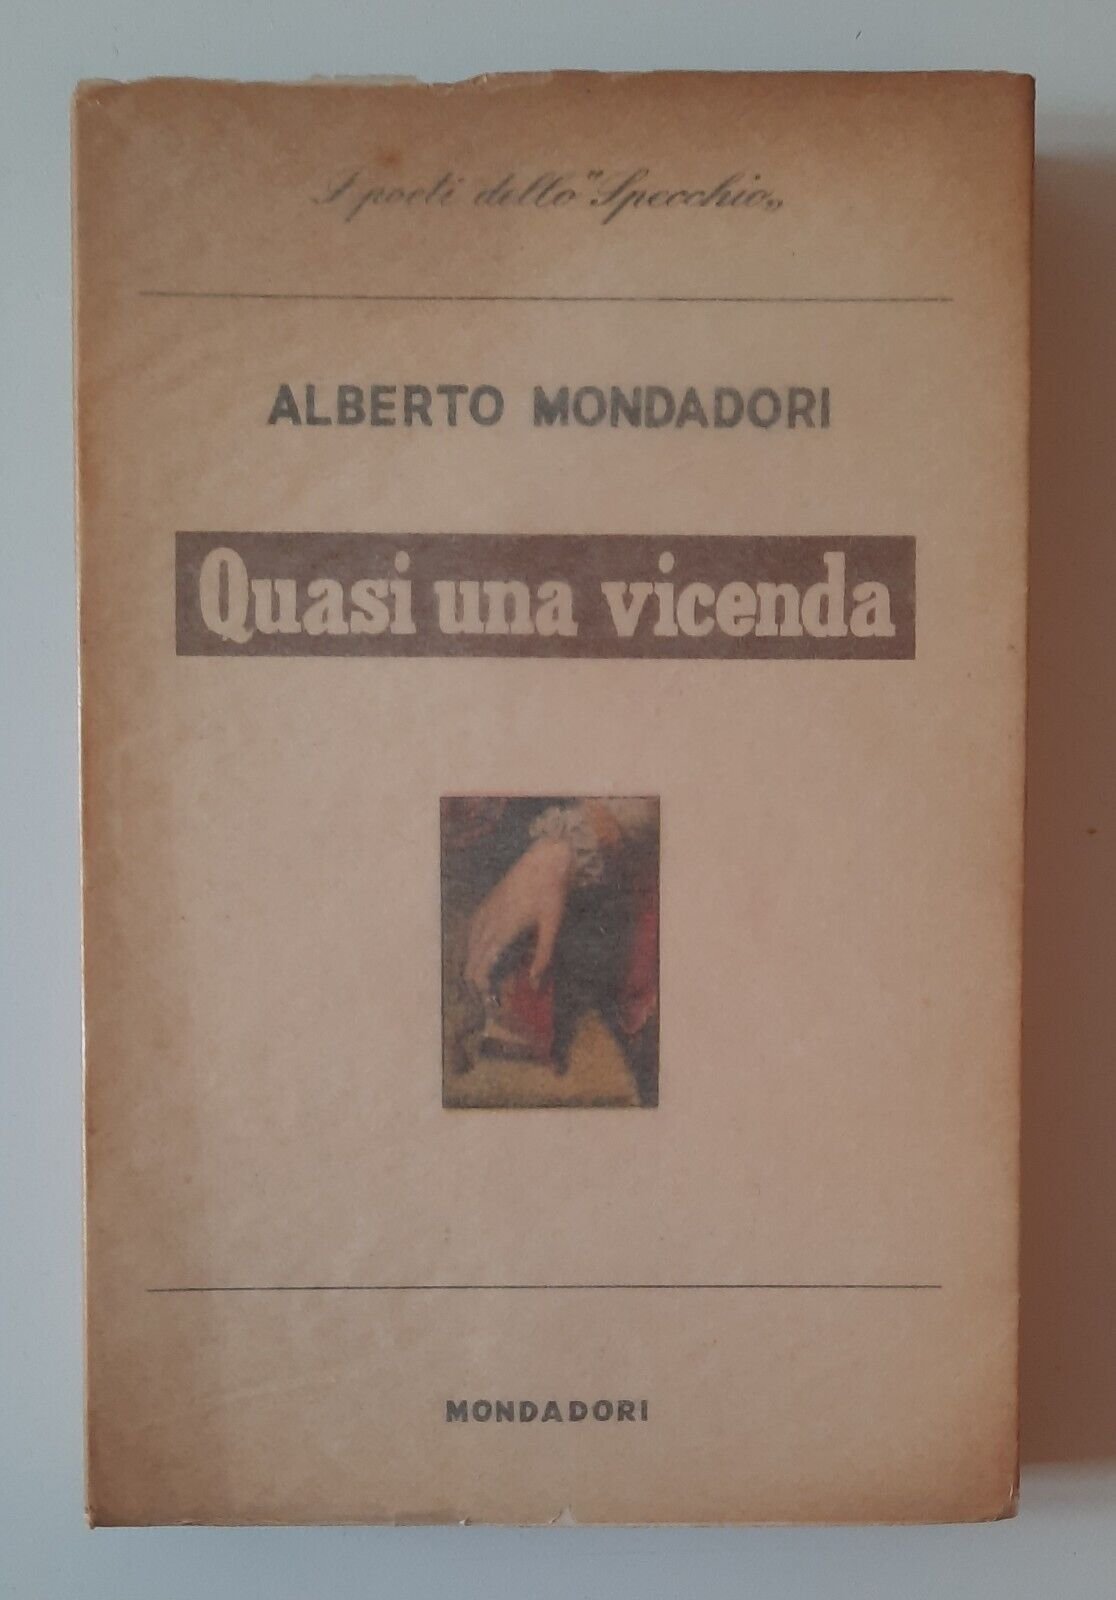 I poeti dello "Specchio„
ALBERTO MONDADORI
Quasi una vicenda
MONDADORI